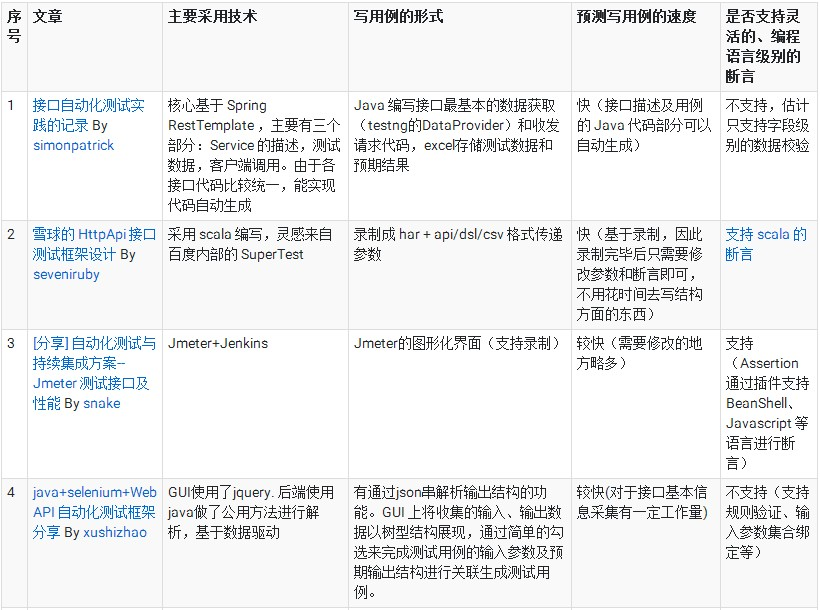 序号
文章
主要采用技术
写用例的形式
预测写用例的速度
是否支持灵活的、编程语言级别的断言
1
接口自动化测试实
践的记录 By
simonpatrick
核心基于 Spring
RestTemplate ，主要有三个
部分：Service 的描述，测试
数据，客户端调用。由于各
接口代码比较统一，能实现
代码自动生成
Java 编写接口最基本的数据获取
（testng的DataProvider）和收发
请求代码，excel存储测试数据和
预期结果
快（接口描述及用例
的 Java 代码部分可以
自动生成）
不支持，估计
只支持字段级
别的数据校验
2
雪球的 HttpApi 接口
测试框架设计 By
seveniruby
采用 scala 编写，灵感来自
百度内部的 SuperTest
录制成 har + api/dsl/csv 格式传递
参数
快（基于录制，因此
录制完毕后只需要修
改参数和断言即可，
不用花时间去写结构
方面的东西）
支持 scala 的
断言
3
[分享] 自动化测试与
持续集成方案--
Jmeter 测试接口及
性能 By snake
Jmeter+Jenkins
Jmeter的图形化界面（支持录制）
较快（需要修改的地
方略多）
支持
（Assertion
通过插件支持
BeanShell、
Javascript 等
语言进行断
言）
4
java+selenium+Web
API 自动化测试框架
分享 By xushizhao
GUI使用了jquery. 后端使用
java做了公用方法进行解
析，基于数据驱动
有通过json串解析输出结构的功
能。GUI 上将收集的输入、输出数
据以树型结构展现，通过简单的勾
选来完成测试用例的输入参数及预
期输出结构进行关联生成测试用
例。
较快(对于接口基本信
息采集有一定工作量)
不支持（支持
规则验证、输
入参数集合绑
定等）